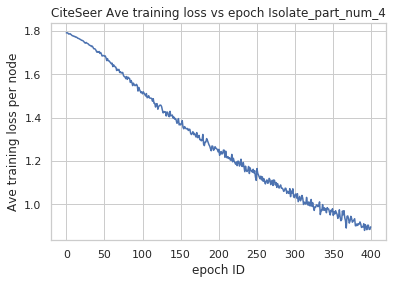 CiteSeer Ave training loss vs epoch Isolate_part_num_4
1.8
1.6
1.4
1.2
1.0
Ave training loss per node
0 50 100 150 200 250 300 350 400
epoch ID